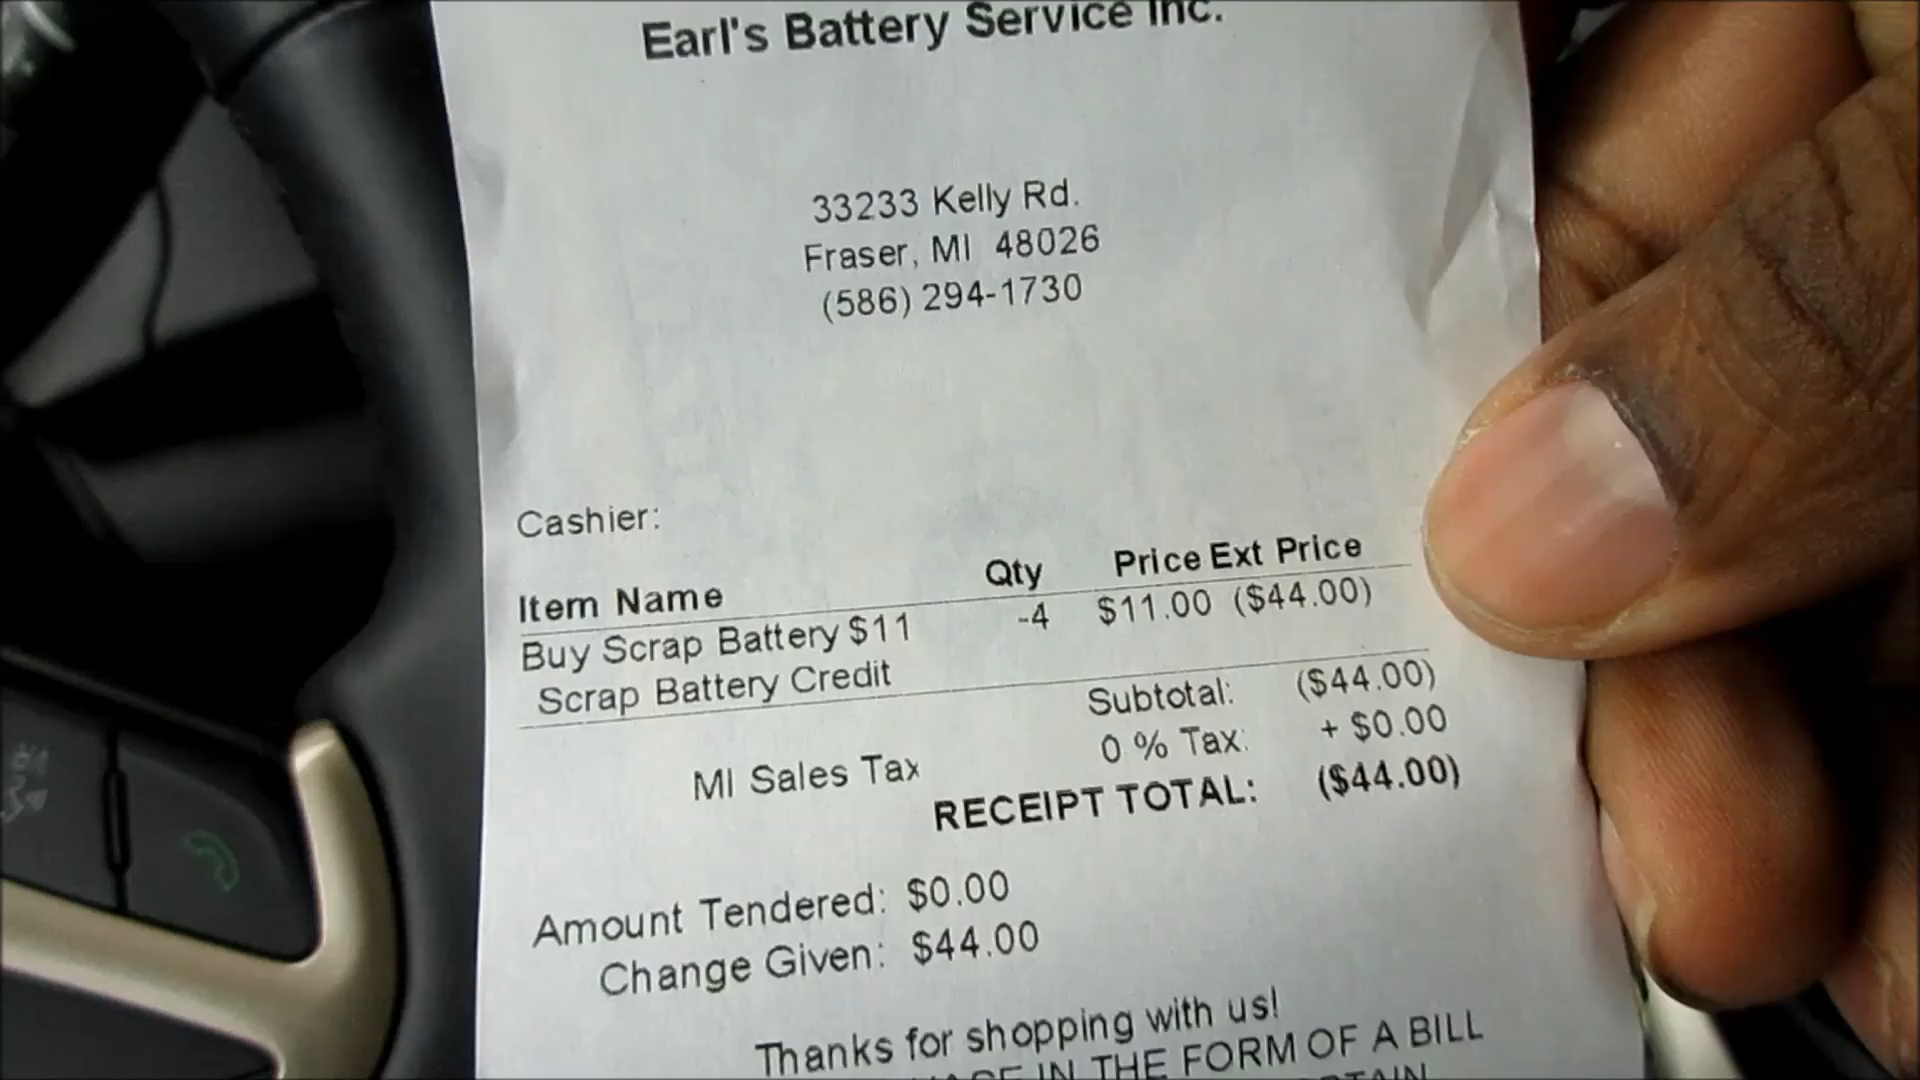 Earl's Battery Service Inc.
33233 Kelly Rd.
Fraser, MI 48026
(586) 294-1730
Cashier:
Item Name Qty Price Ext Price
Buy Scrap Battery $11 -4 $11.00 ($44.00)
Scrap Battery Credit
Subtotal: ($44.00)
MI Sales Tax 0 % Tax: + $0.00
RECEIPT TOTAL: ($44.00)
Amount Tendered: $0.00
Change Given: $44.00
Thanks for shopping with us!
IN THE FORM OF A BILL